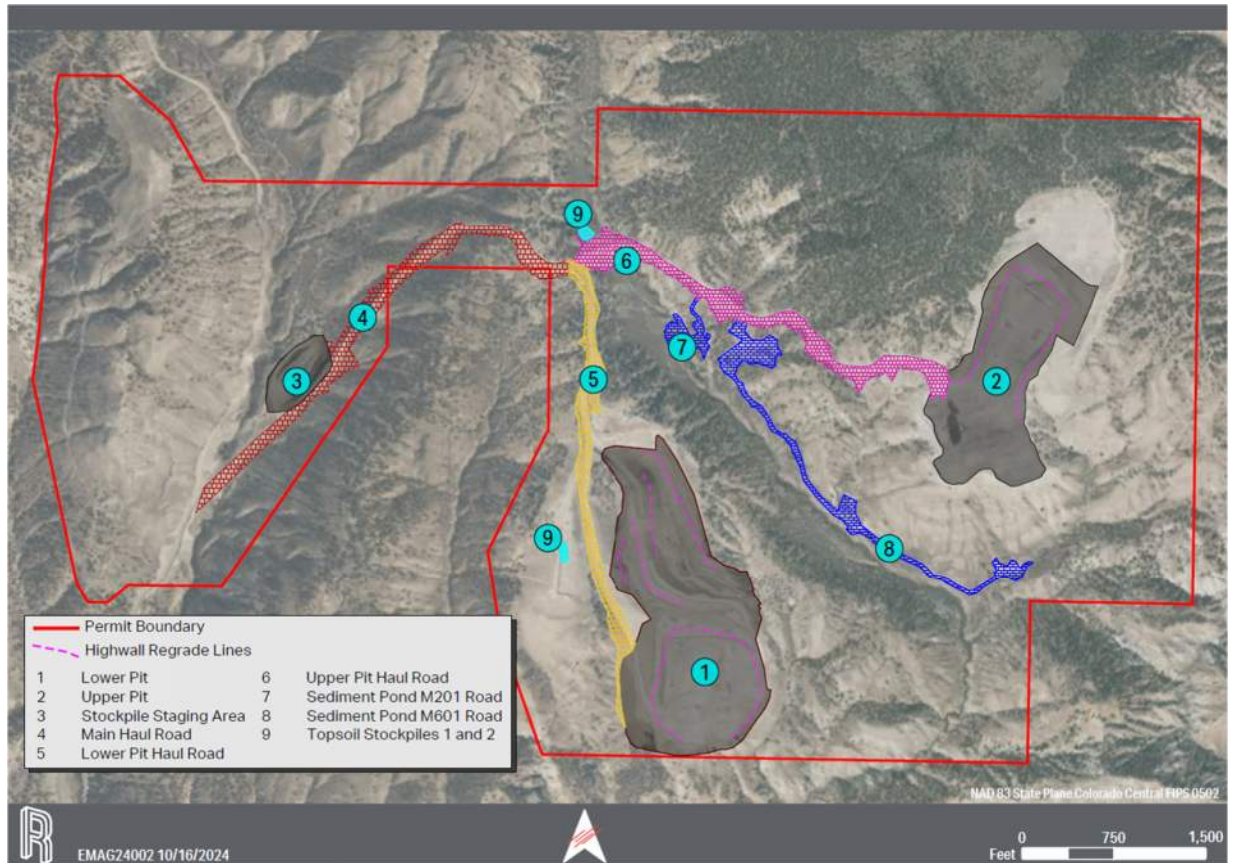 9
6
4
7
3
5
2
9
8
1
Permit Boundary
Highwall Regrade Lines
1 Lower Pit 6 Upper Pit Haul Road
2 Upper Pit 7 Sediment Pond M201 Road
3 Stockpile Staging Area 8 Sediment Pond M601 Road
4 Main Haul Road 9 Topsoil Stockpiles 1 and 2
5 Lower Pit Haul Road
NAD 83 State Plane Colorado Central FIPS 0502
R
EMAG24002 10/16/2024
0 750 1,500
Feet